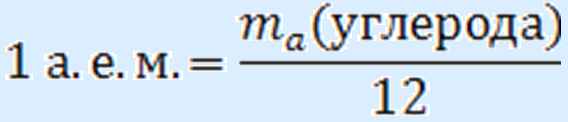 1 а. е. м. = mₐ(углерода) / 12